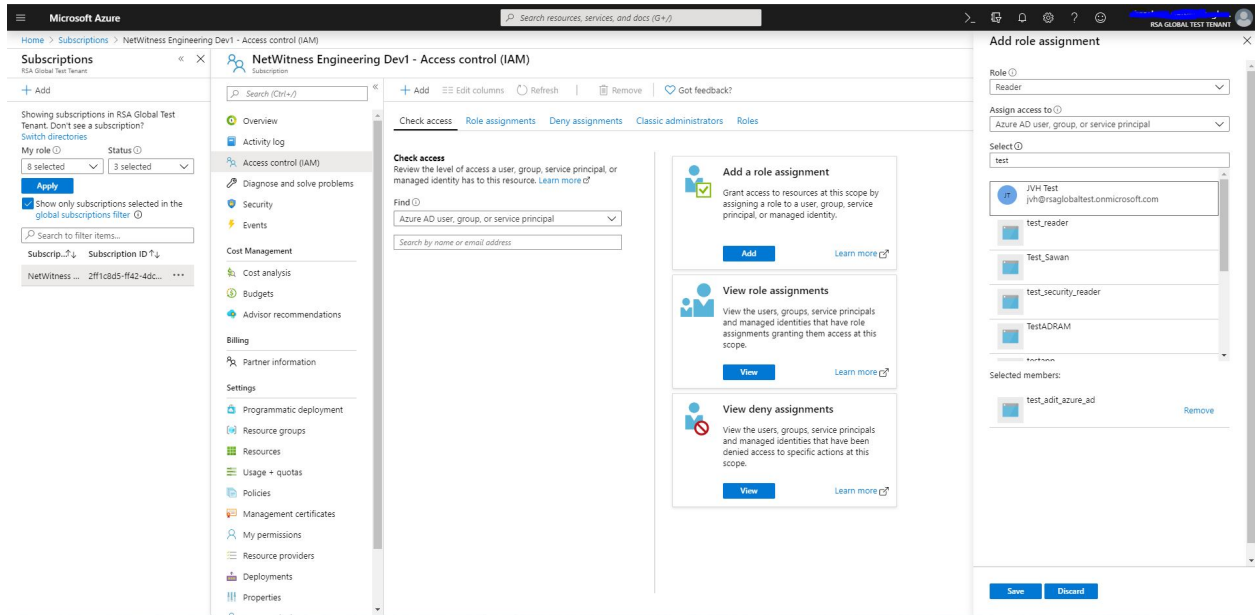 Microsoft Azure
Search resources, services, and docs (G+/)
RSA GLOBAL TEST TENANT
Home > Subscriptions > NetWitness Engineering Dev1 - Access control (IAM)
Subscriptions
RSA Global Test Tenant
+ Add
Showing subscriptions in RSA Global Test
Tenant. Don't see a subscription?
Switch directories
My role
Status
8 selected
3 selected
Apply
Show only subscriptions selected in the
global subscriptions filter
Search to filter items...
Subscrip...↑↓ Subscription ID ↑↓
NetWitness ... 2ff1c8d5-ff42-4dc... ...
NetWitness Engineering Dev1 - Access control (IAM)
Subscription
Search (Ctrl+/)
Overview
Activity log
Access control (IAM)
Diagnose and solve problems
Security
Events
Cost Management
Cost analysis
Budgets
Advisor recommendations
Billing
Partner information
Settings
Programmatic deployment
Resource groups
Resources
Usage + quotas
Policies
Management certificates
My permissions
Resource providers
Deployments
Properties
+ Add Edit columns Refresh | Remove | Got feedback?
Check access Role assignments Deny assignments Classic administrators Roles
Check access
Review the level of access a user, group, service principal, or
managed identity has to this resource. Learn more
Find
Azure AD user, group, or service principal
Search by name or email address
Add a role assignment
Grant access to resources at this scope by
assigning a role to a user, group, service
principal, or managed identity.
Add Learn more
View role assignments
View the users, groups, service principals
and managed identities that have role
assignments granting them access at this
scope.
View Learn more
View deny assignments
View the users, groups, service principals
and managed identities that have been
denied access to specific actions at this
scope.
View Learn more
Add role assignment
Role
Reader
Assign access to
Azure AD user, group, or service principal
Select
test
JT
JVH Test
jvh@rsaglobaltest.onmicrosoft.com
test_reader
Test_Sawan
test_security_reader
TestADRAM
testapp
Selected members:
test_adit_azure_ad
Remove
Save Discard